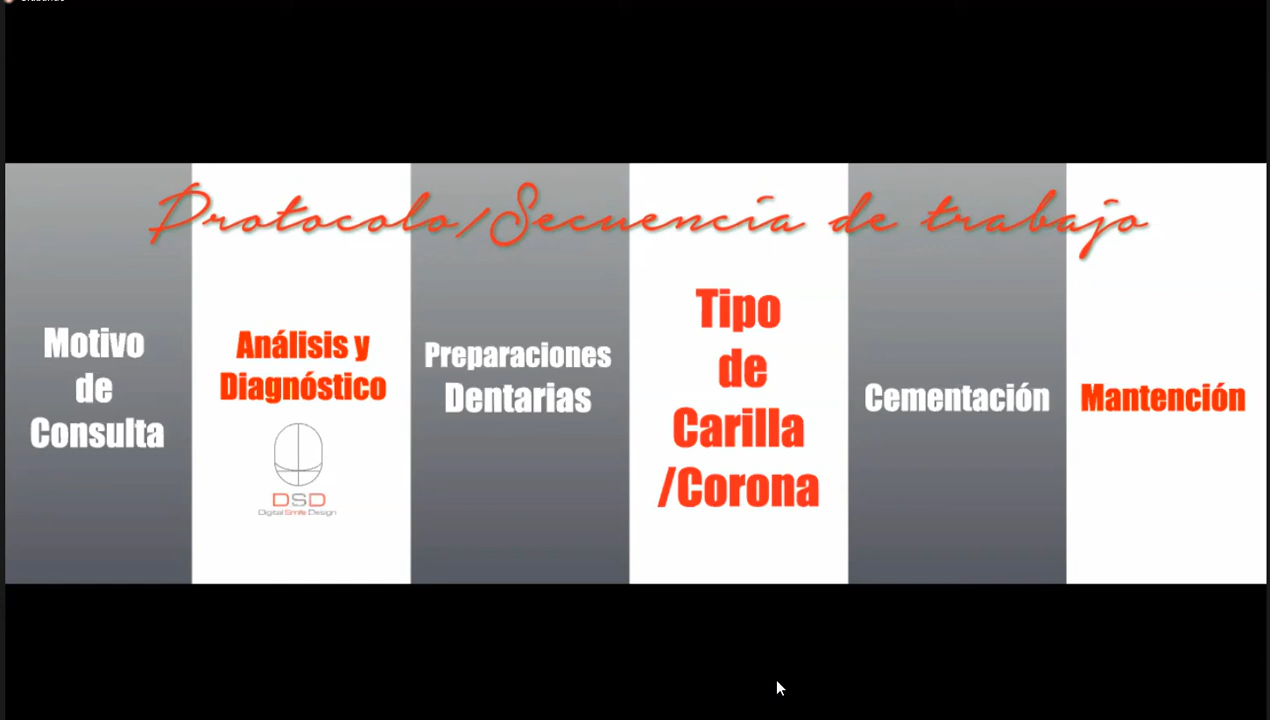 Protocolo/Secuencia de trabajo
Motivo
de
Consulta
Análisis y
Diagnóstico
DSD
Digital Smile Design
Preparaciones
Dentarias
Tipo
de
Carilla
/Corona
Cementación
Mantención